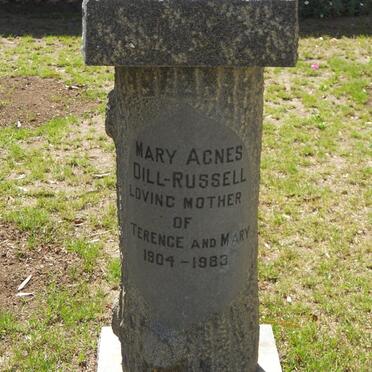 MARY AGNES
DILL-RUSSELL
LOVING MOTHER
OF
TERENCE AND MARY
1904 - 1983